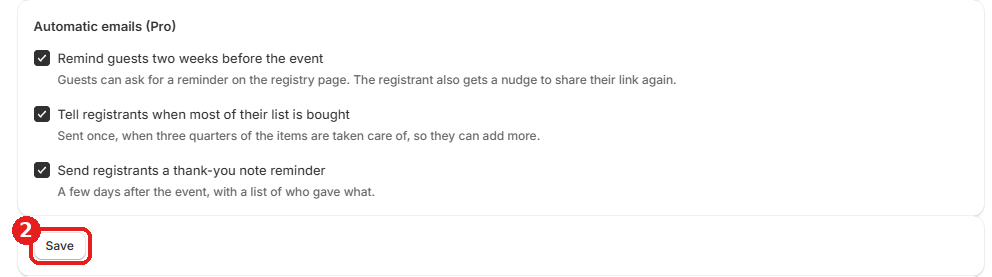 Automatic emails (Pro)
Remind guests two weeks before the event
Guests can ask for a reminder on the registry page. The registrant also gets a nudge to share their link again.
Tell registrants when most of their list is bought
Sent once, when three quarters of the items are taken care of, so they can add more.
Send registrants a thank-you note reminder
A few days after the event, with a list of who gave what.
2
Save